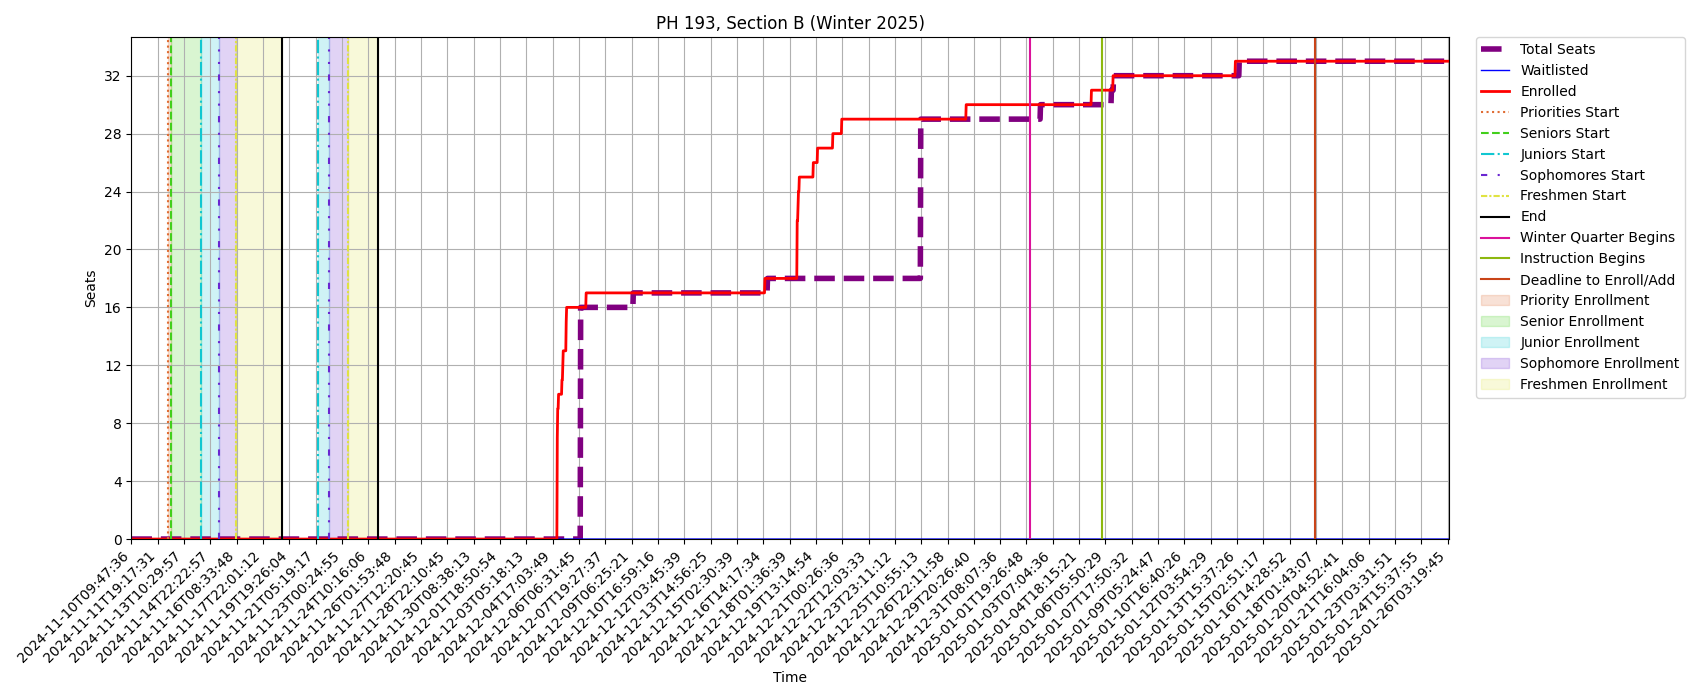 PH 193, Section B (Winter 2025)
Seats
32
28
24
20
16
12
8
4
0
2024-11-10T09:47:36
2024-11-11T19:17:31
2024-11-13T10:29:57
2024-11-14T22:22:57
2024-11-16T08:33:48
2024-11-17T22:01:12
2024-11-19T19:26:04
2024-11-21T05:19:17
2024-11-23T00:24:55
2024-11-24T10:16:06
2024-11-26T01:53:48
2024-11-27T12:20:45
2024-11-28T22:10:45
2024-11-30T08:38:13
2024-12-01T18:50:54
2024-12-03T05:18:13
2024-12-04T17:03:49
2024-12-06T06:31:45
2024-12-07T19:27:37
2024-12-09T06:25:21
2024-12-10T16:59:16
2024-12-12T03:45:39
2024-12-13T14:56:25
2024-12-15T02:30:39
2024-12-16T14:17:34
2024-12-18T01:36:39
2024-12-19T13:14:54
2024-12-21T00:26:36
2024-12-22T12:03:33
2024-12-23T23:11:12
2024-12-25T10:55:13
2024-12-26T22:11:58
2024-12-29T20:26:40
2024-12-31T08:07:36
2025-01-01T19:26:48
2025-01-03T07:04:36
2025-01-04T18:15:21
2025-01-06T05:50:29
2025-01-07T17:50:32
2025-01-09T05:24:47
2025-01-10T16:40:26
2025-01-12T03:54:29
2025-01-13T15:37:26
2025-01-15T02:51:17
2025-01-16T14:28:52
2025-01-18T01:43:07
2025-01-20T04:52:41
2025-01-21T16:04:06
2025-01-23T03:31:51
2025-01-24T15:37:55
2025-01-26T03:19:45
Time
Total Seats
Waitlisted
Enrolled
Priorities Start
Seniors Start
Juniors Start
Sophomores Start
Freshmen Start
End
Winter Quarter Begins
Instruction Begins
Deadline to Enroll/Add
Priority Enrollment
Senior Enrollment
Junior Enrollment
Sophomore Enrollment
Freshmen Enrollment